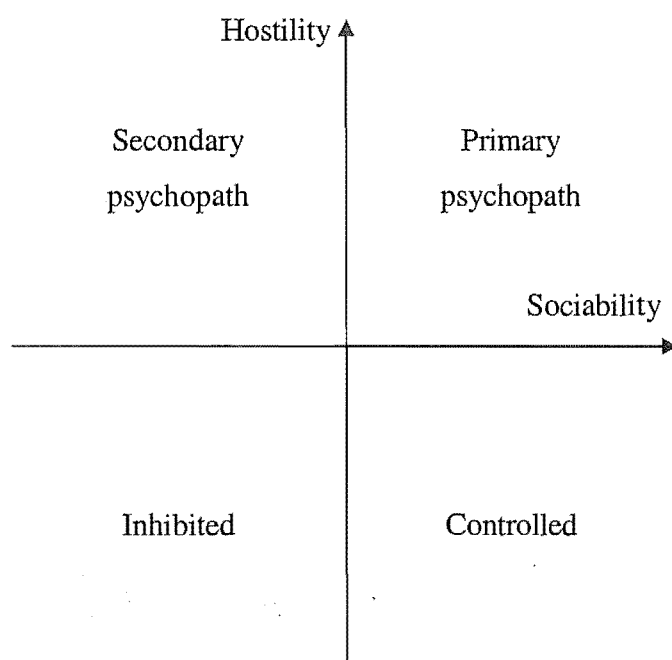 Hostility
Secondary
psychopath
Primary
psychopath
Sociability
Inhibited
Controlled